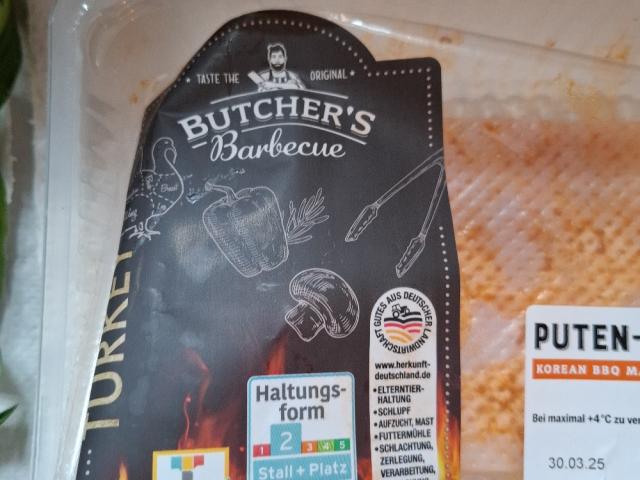 TASTE THE ORIGINAL
BUTCHER'S
Barbecue
TURKEY
GUTES AUS DEUTSCHER LANDWIRTSCHAFT
www.herkunft-
deutschland.de
• ELTERNTIER-
HALTUNG
• SCHLUPF
• AUFZUCHT, MAST
• FUTTERMÜHLE
• SCHLACHTUNG,
ZERLEGUNG,
VERARBEITUNG,
Haltungs-
form
1 2 3 4 5
Stall + Platz
PUTEN-
KOREAN BBQ MA
Bei maximal +4°C zu ver
30.03.25